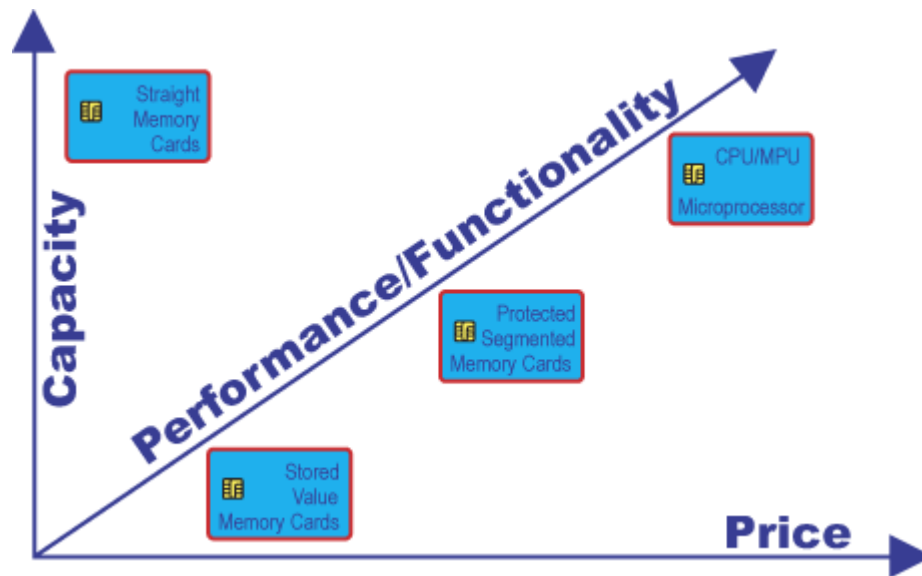 Straight
Memory
Cards
Capacity
Performance/Functionality
CPU/MPU
Microprocessor
Protected
Segmented
Memory Cards
Stored
Value
Memory Cards
Price